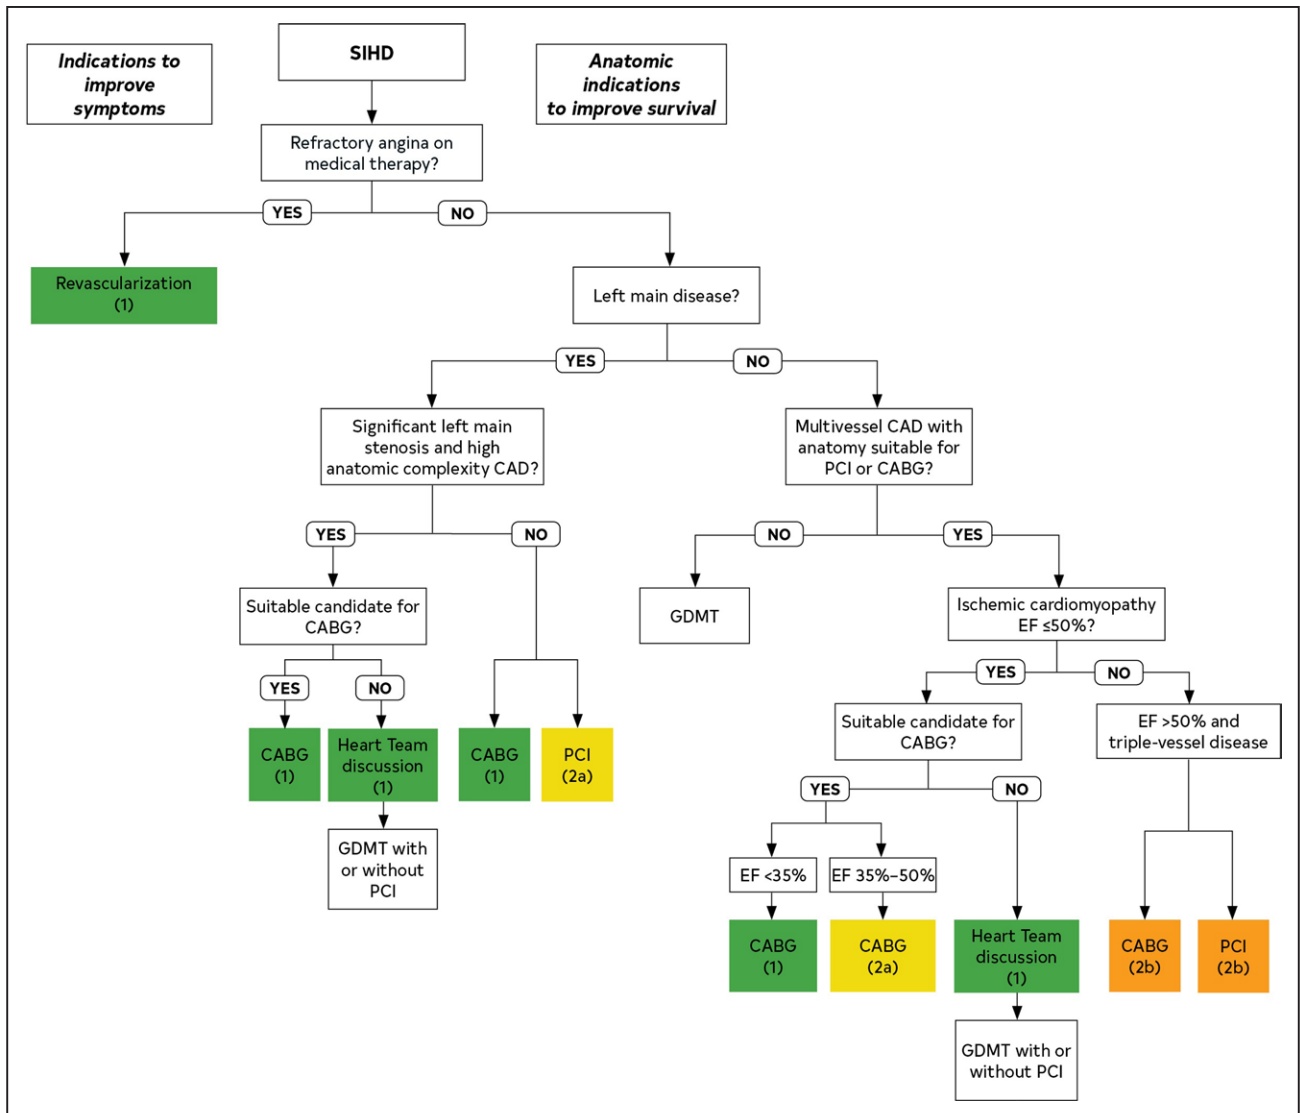 Indications to
improve
symptoms
SIHD
Anatomic
indications
to improve survival
Refractory angina on
medical therapy?
YES
NO
Revascularization
(1)
Left main disease?
YES
NO
Significant left main
stenosis and high
anatomic complexity CAD?
Multivessel CAD with
anatomy suitable for
PCI or CABG?
YES
NO
NO
YES
Suitable candidate for
CABG?
GDMT
Ischemic cardiomyopathy
EF ≤50%?
YES
NO
YES
NO
CABG
(1)
Heart Team
discussion
(1)
CABG
(1)
PCI
(2a)
Suitable candidate for
CABG?
EF >50% and
triple-vessel disease
GDMT with
or without
PCI
YES
NO
EF <35%
EF 35%–50%
CABG
(1)
CABG
(2a)
Heart Team
discussion
(1)
CABG
(2b)
PCI
(2b)
GDMT with or
without PCI